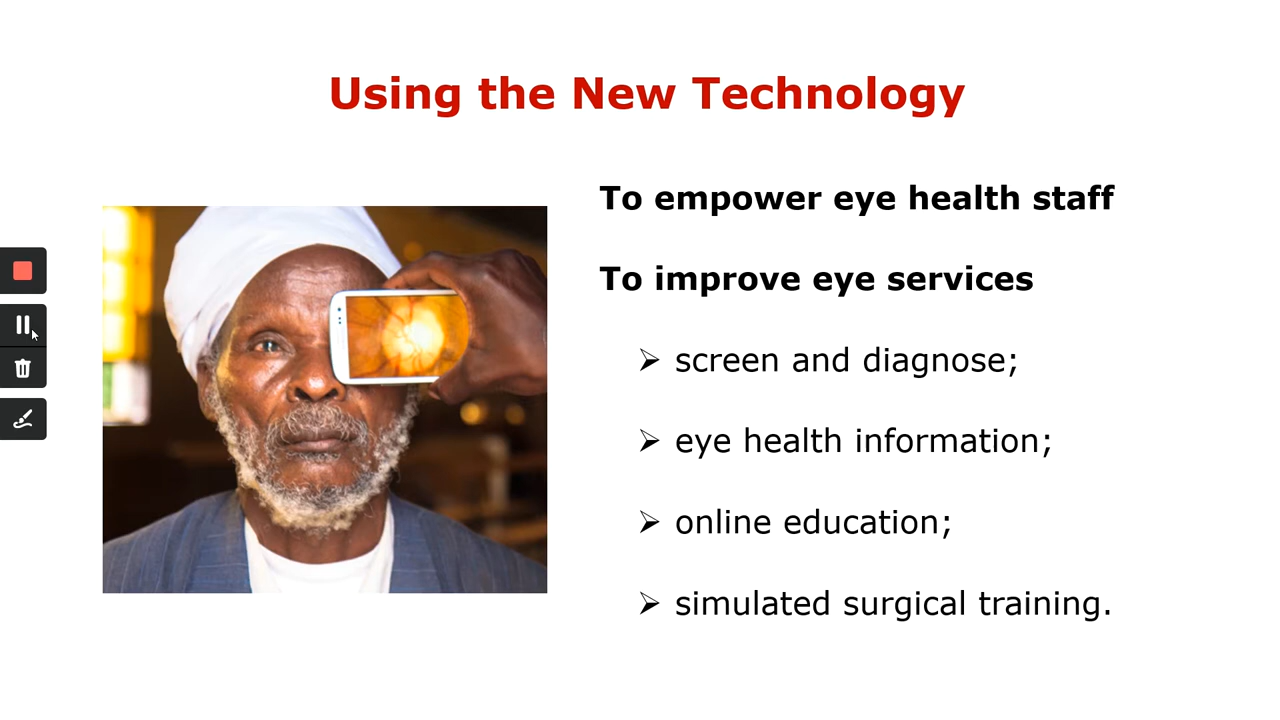 Using the New Technology
To empower eye health staff
To improve eye services
➢ screen and diagnose;
➢ eye health information;
➢ online education;
➢ simulated surgical training.